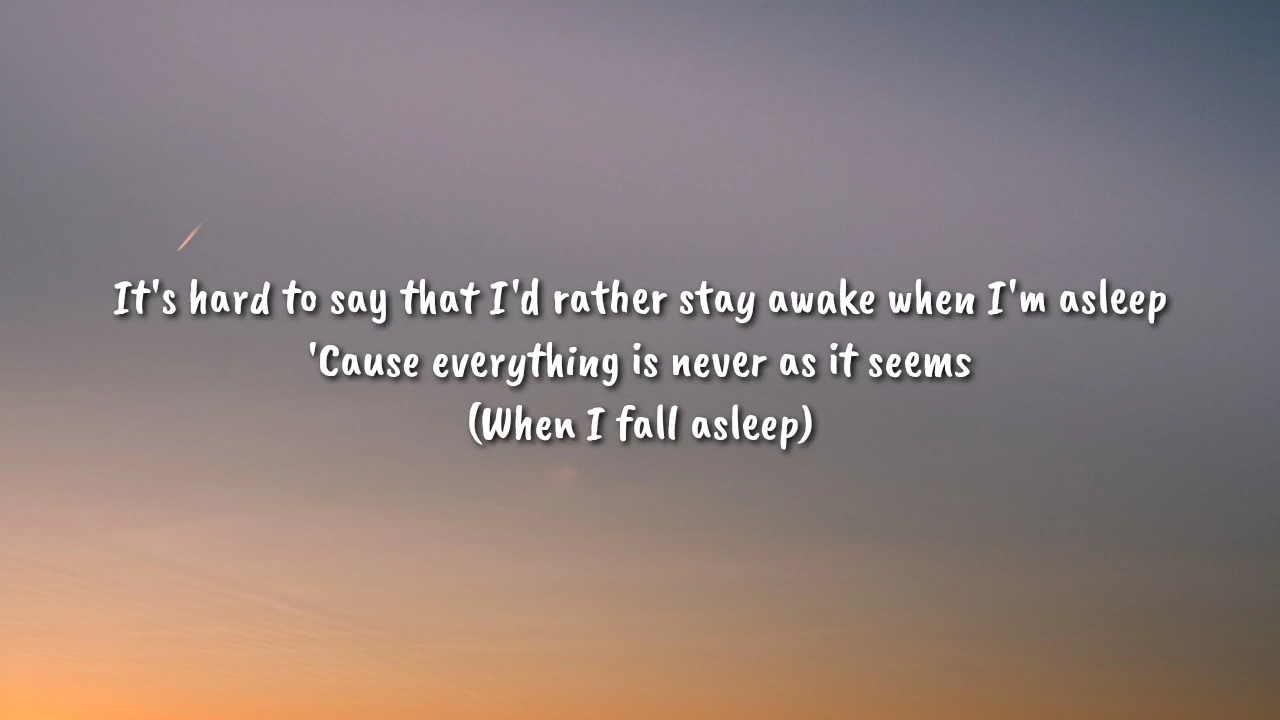 It's hard to say that I'd rather stay awake when I'm asleep
'Cause everything is never as it seems
(When I fall asleep)